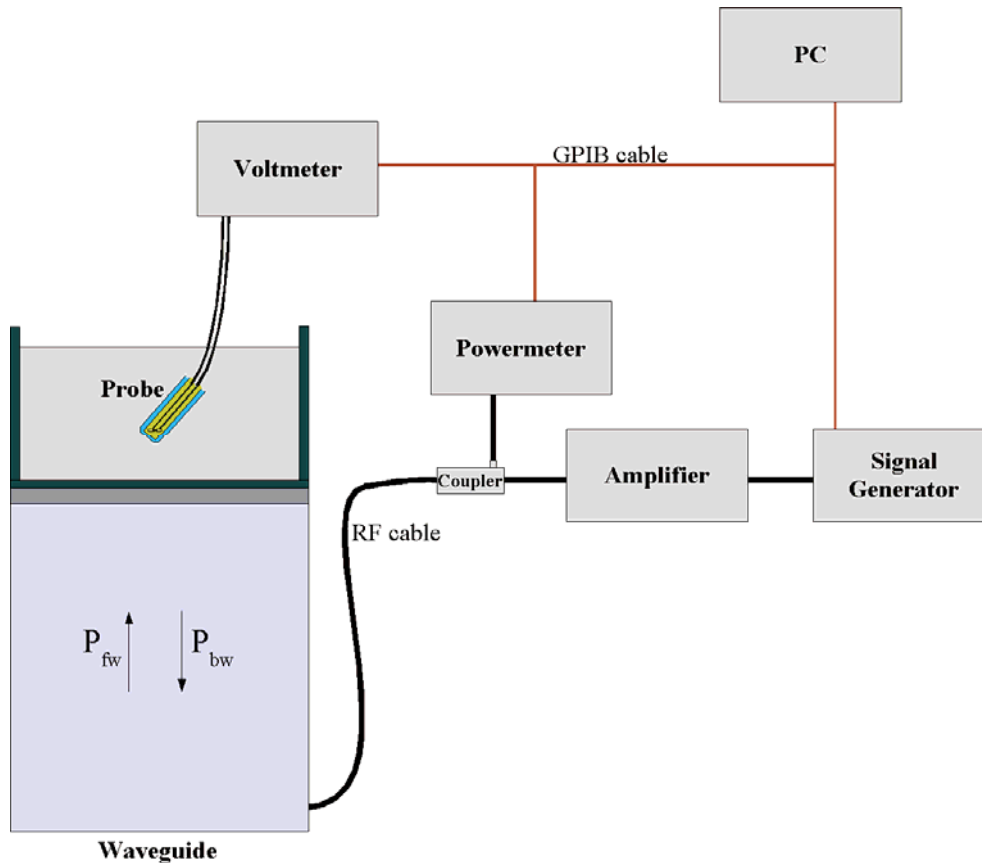 PC
Voltmeter
GPIB cable
Powermeter
Probe
Coupler
Amplifier
Signal
Generator
RF cable
P fw
P bw
Waveguide